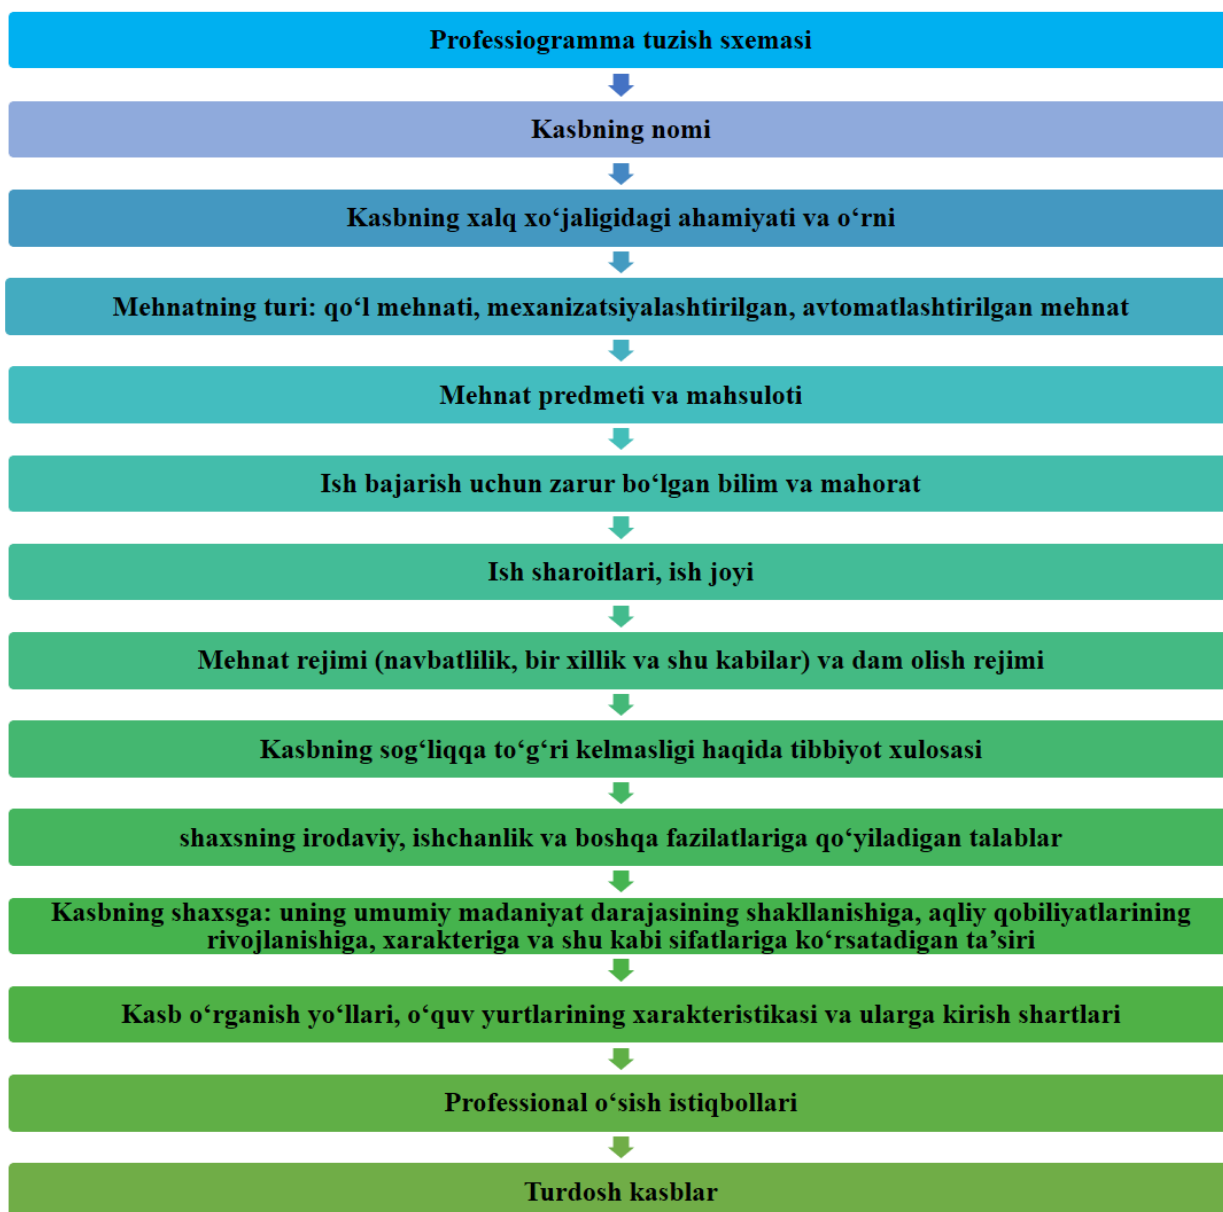 Professiogramma tuzish sxemasi
Kasbning nomi
Kasbning xalq xo‘jaligidagi ahamiyati va o‘rni
Mehnatning turi: qo‘l mehnati, mexanizatsiyalashtirilgan, avtomatlashtirilgan mehnat
Mehnat predmeti va mahsuloti
Ish bajarish uchun zarur bo‘lgan bilim va mahorat
Ish sharoitlari, ish joyi
Mehnat rejimi (navbatlilik, bir xillik va shu kabilar) va dam olish rejimi
Kasbning sog‘liqqa to‘g‘ri kelmasligi haqida tibbiyot xulosasi
shaxsning irodaviy, ishchanlik va boshqa fazilatlariga qo‘yiladigan talablar
Kasbning shaxsga: uning umumiy madaniyat darajasining shakllanishiga, aqliy qobiliyatlarining
rivojlanishiga, xarakteriga va shu kabi sifatlariga ko‘rsatadigan ta’siri
Kasb o‘rganish yo‘llari, o‘quv yurtlarining xarakteristikasi va ularga kirish shartlari
Professional o‘sish istiqbollari
Turdosh kasblar